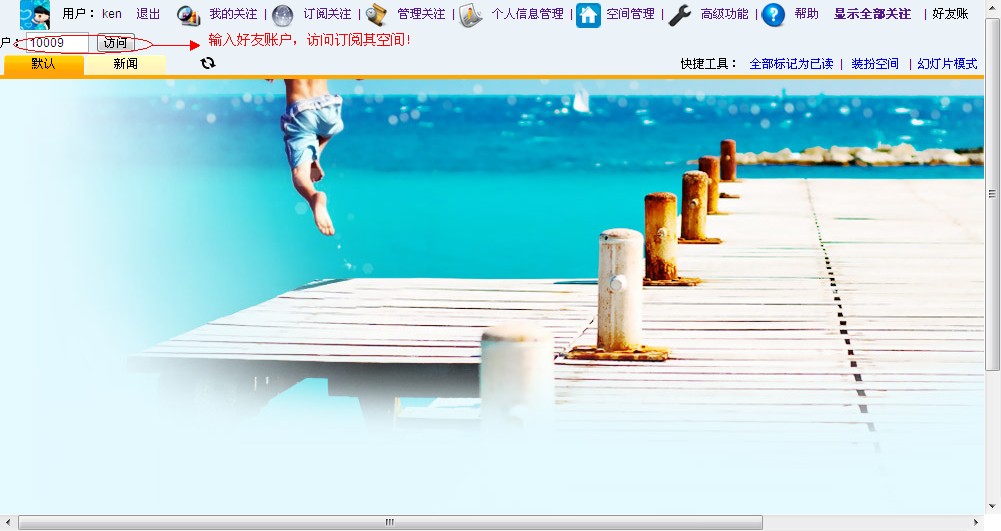 用户： ken 退出 我的关注 | 订阅关注 | 管理关注 | 个人信息管理 | 空间管理 | 高级功能 | 帮助 显示全部关注 | 好友账
户： 10009 访问 输入好友账户，访问订阅其空间！
默认 新闻 快捷工具： 全部标记为已读 | 装扮空间 | 幻灯片模式